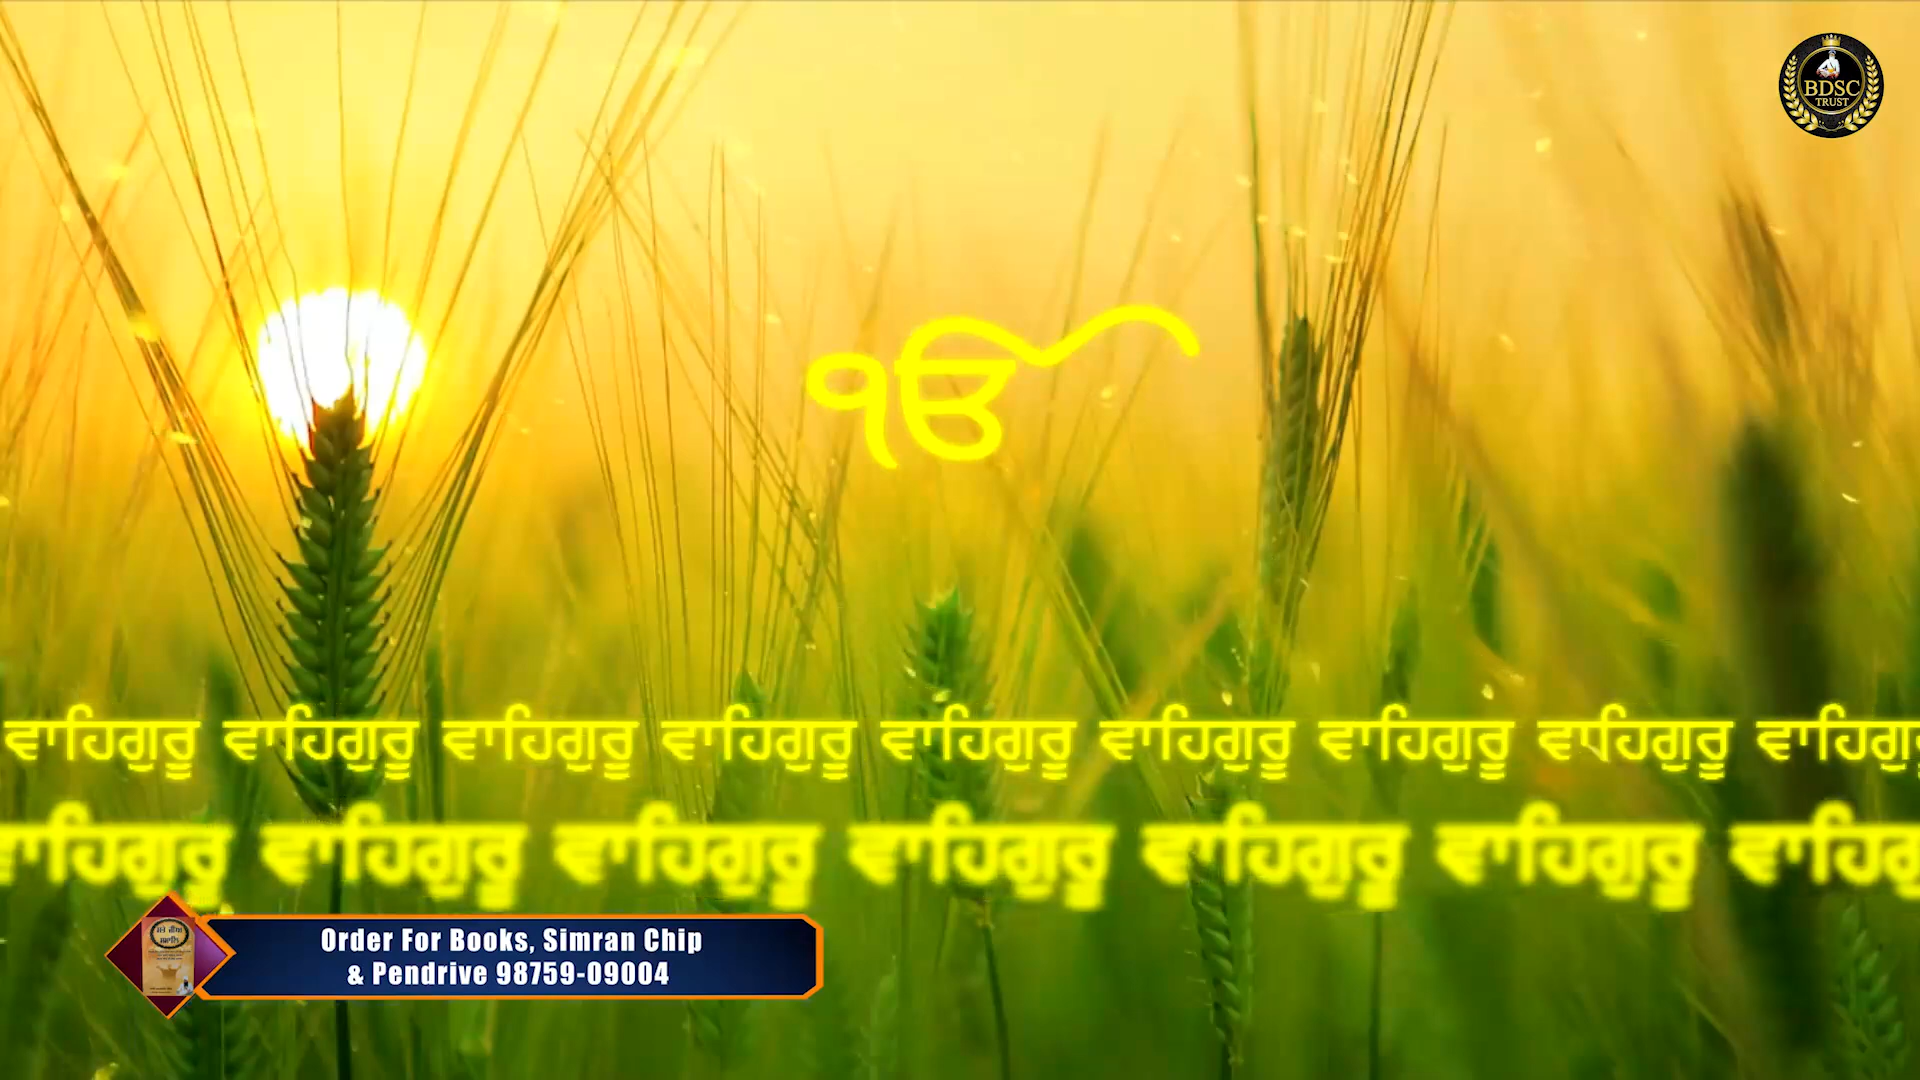 BDSC
TRUST
ੴ
ਵਾਹਿਗੁਰੂ ਵਾਹਿਗੁਰੂ ਵਾਹਿਗੁਰੂ ਵਾਹਿਗੁਰੂ ਵਾਹਿਗੁਰੂ ਵਾਹਿਗੁਰੂ ਵਾਹਿਗੁਰੂ ਵਾਹਿਗੁਰੂ ਵਾਹਿਗੁ
ਵਾਹਿਗੁਰੂ ਵਾਹਿਗੁਰੂ ਵਾਹਿਗੁਰੂ ਵਾਹਿਗੁਰੂ ਵਾਹਿਗੁਰੂ ਵਾਹਿਗੁਰੂ ਵਾਹਿਗ
Order For Books, Simran Chip
& Pendrive 98759-09004